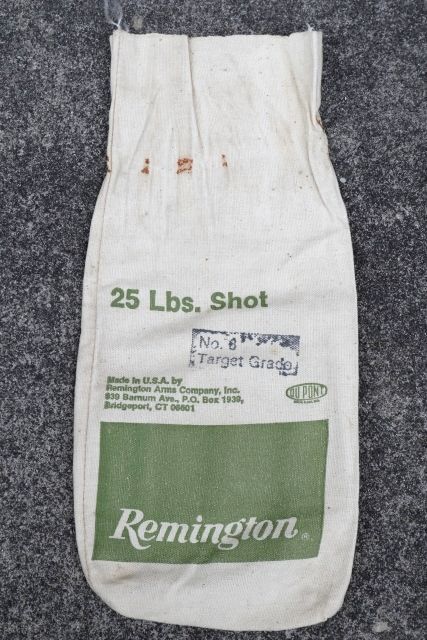 25 Lbs. Shot
No. 8
Target Grade
Made in U.S.A. by
Remington Arms Company, Inc.
939 Barnum Ave., P.O. Box 1939,
Bridgeport, CT 06601
DU PONT
Remington®